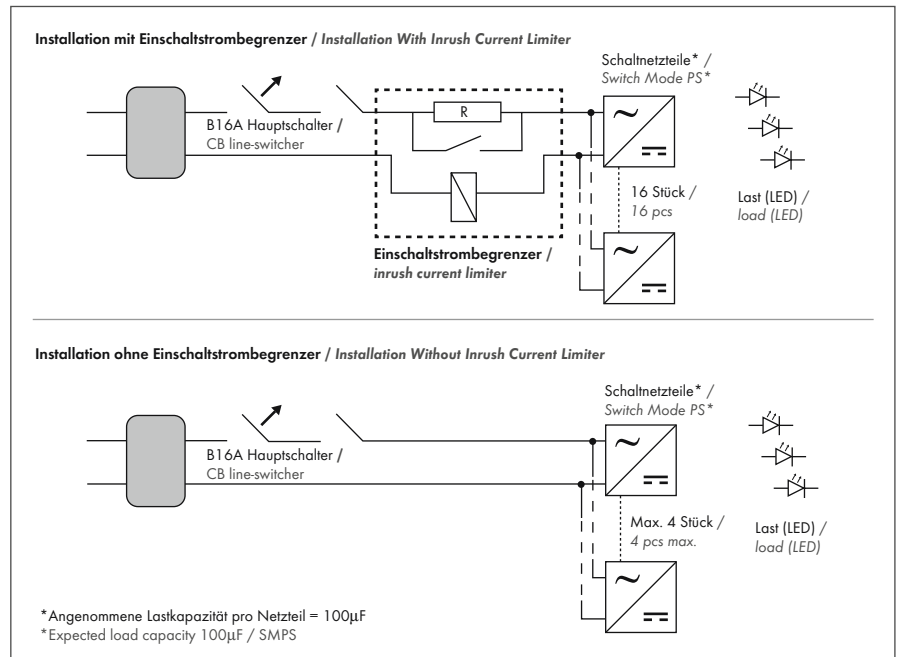 Installation mit Einschaltstrombegrenzer / Installation With Inrush Current Limiter
Schaltnetzteile* /
Switch Mode PS*
R
B16A Hauptschalter /
CB line-switcher
16 Stück /
16 pcs
Last (LED) /
load (LED)
Einschaltstrombegrenzer /
inrush current limiter
Installation ohne Einschaltstrombegrenzer / Installation Without Inrush Current Limiter
Schaltnetzteile* /
Switch Mode PS*
B16A Hauptschalter /
CB line-switcher
Max. 4 Stück /
4 pcs max.
Last (LED) /
load (LED)
*Angenommene Lastkapazität pro Netzteil = 100µF
*Expected load capacity 100µF / SMPS